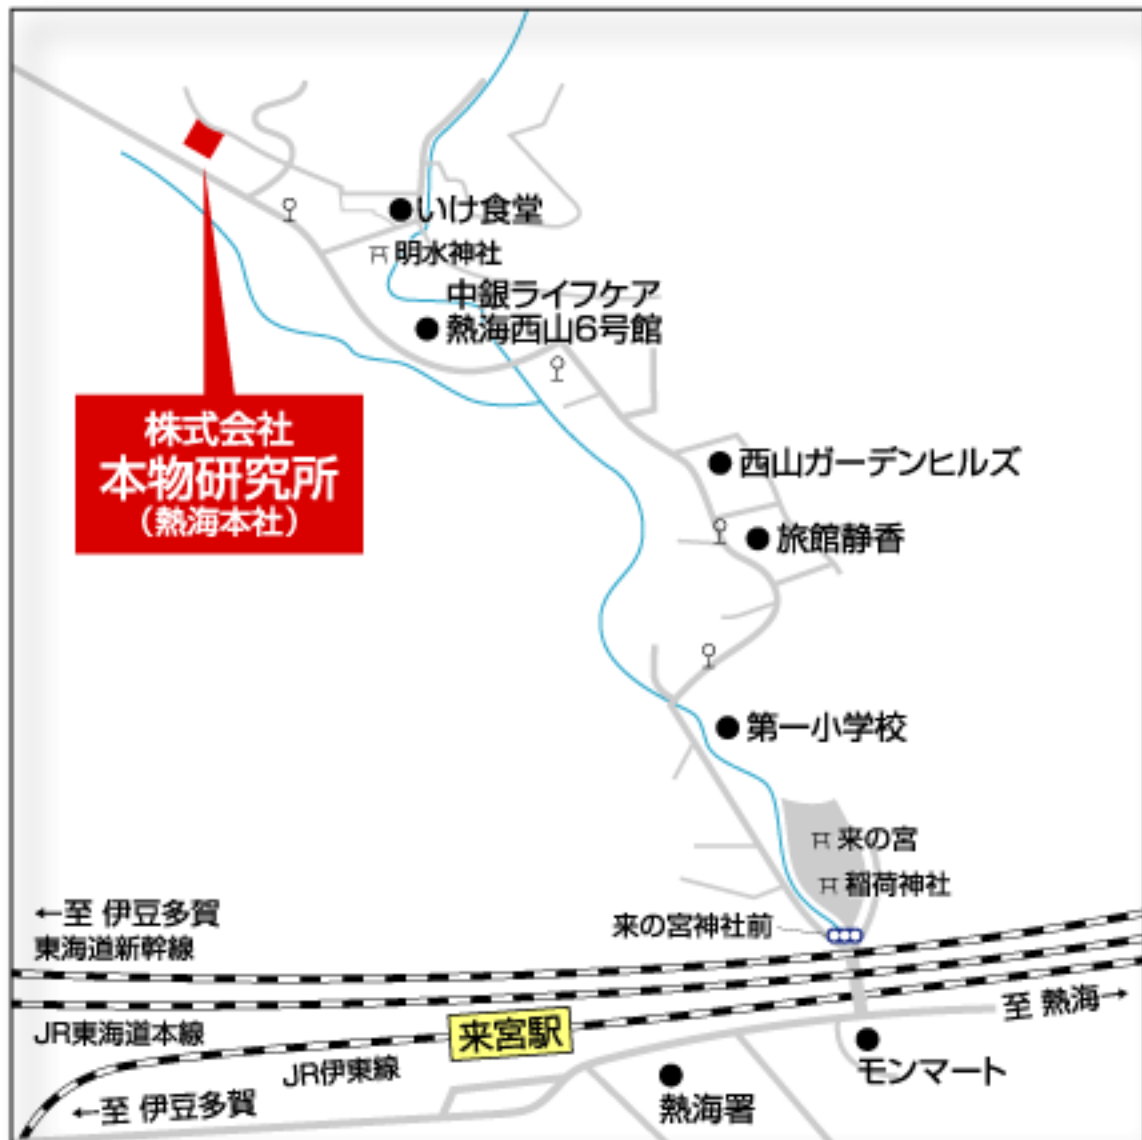 いけ食堂
明水神社
中銀ライフケア
熱海西山6号館
株式会社
本物研究所
（熱海本社）
西山ガーデンヒルズ
旅館静香
第一小学校
来の宮
稲荷神社
来の宮神社前
←至 伊豆多賀
東海道新幹線
至 熱海→
JR東海道本線
来宮駅
JR伊東線
モンマート
←至 伊豆多賀
熱海署